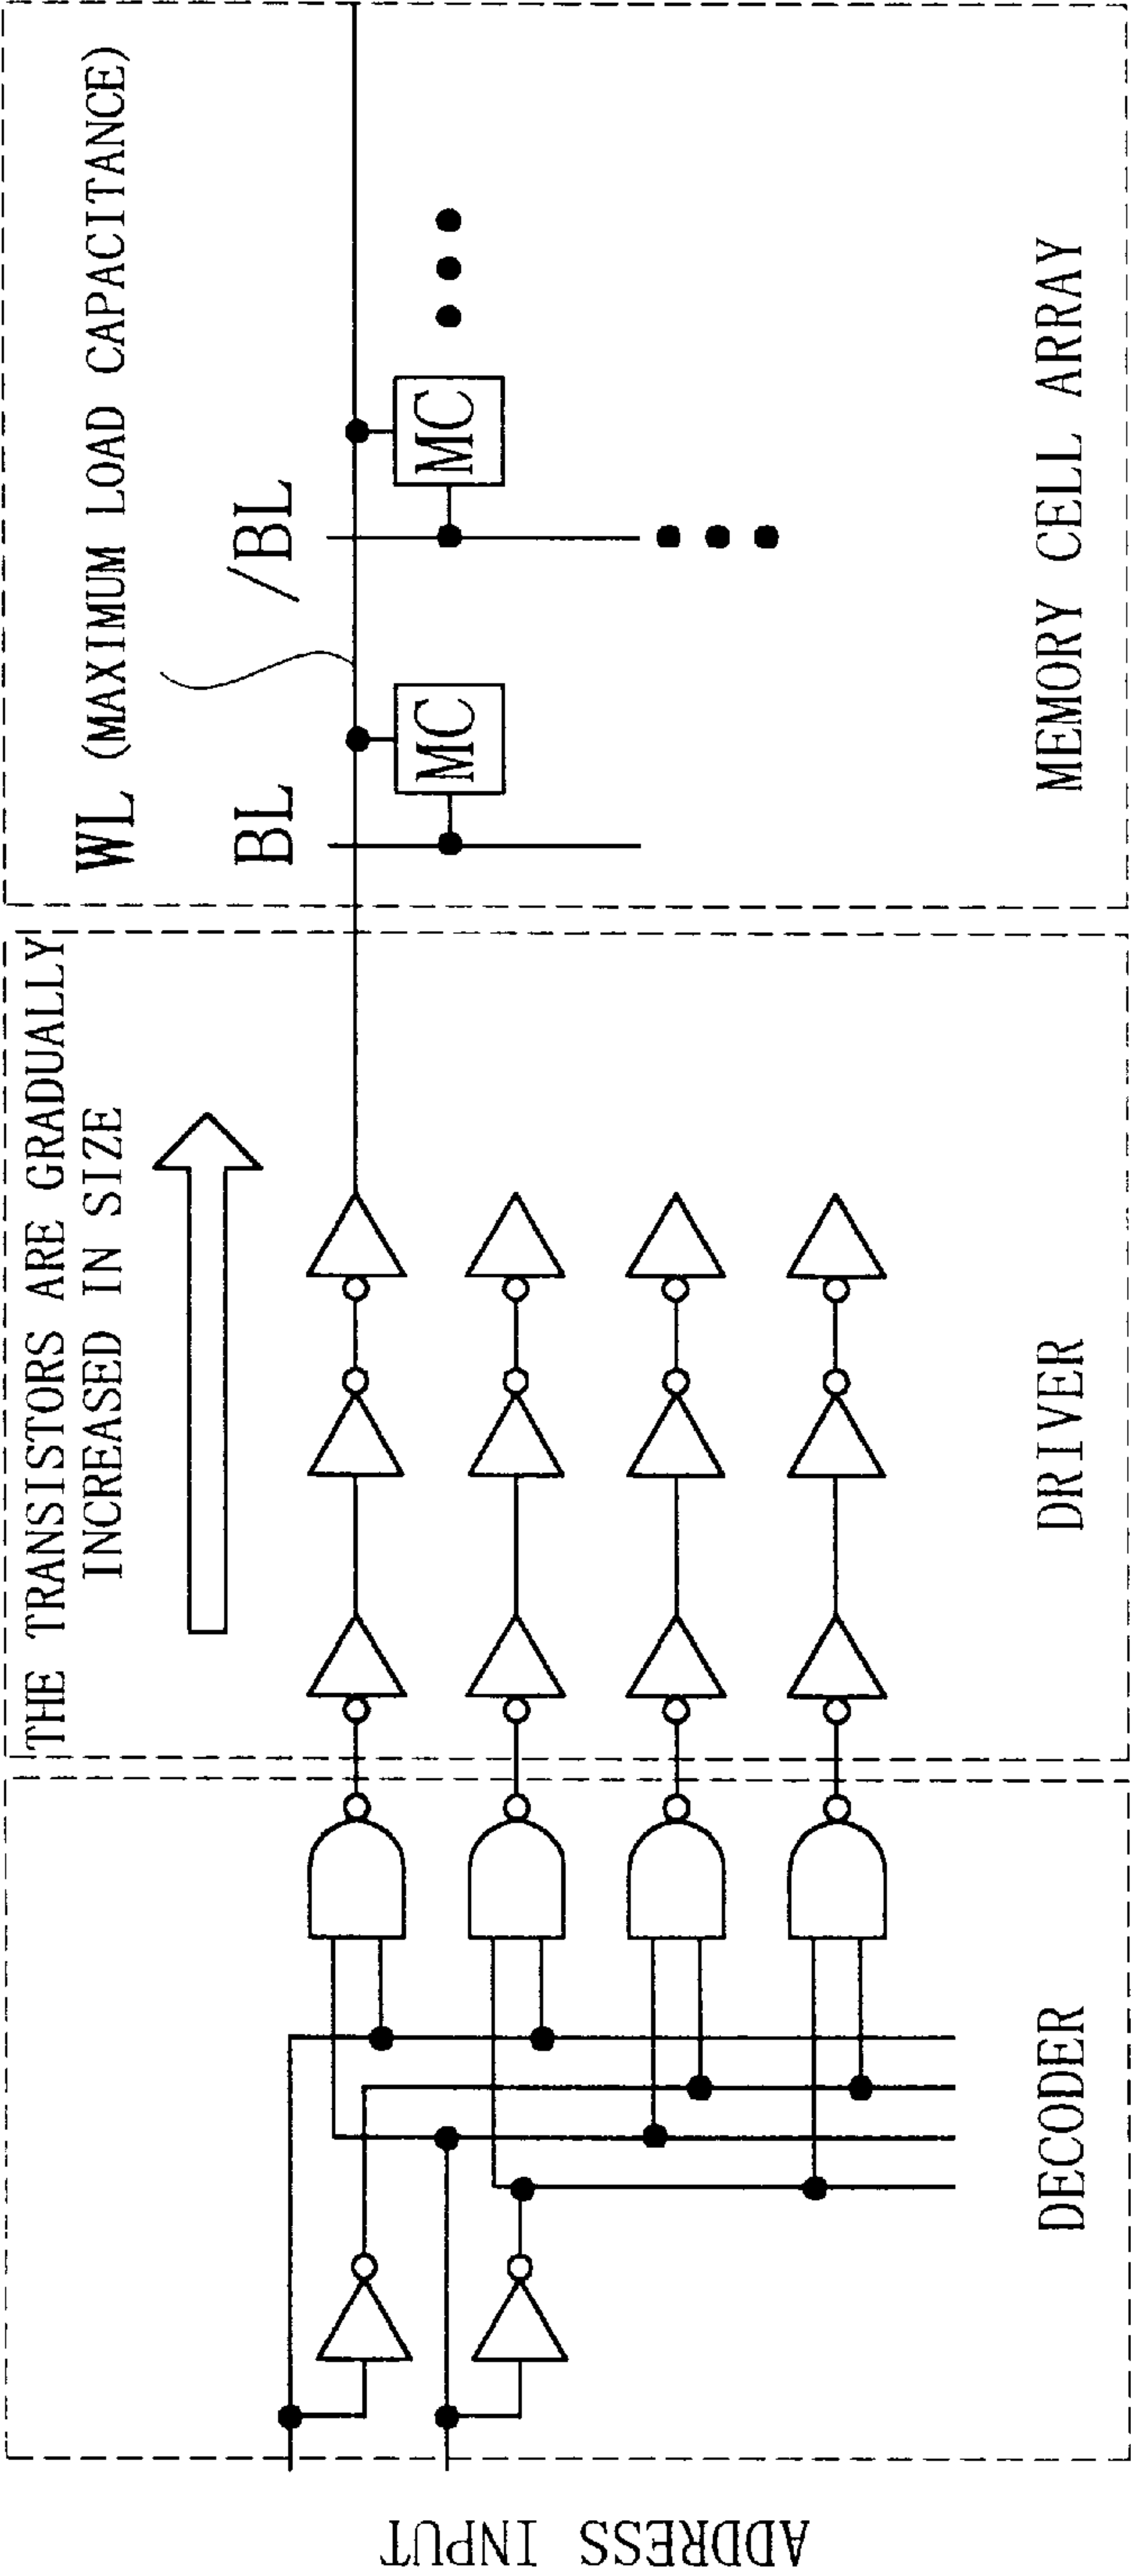 ADDRESS INPUT
DECODER
THE TRANSISTORS ARE GRADUALLY
INCREASED IN SIZE
DRIVER
WL (MAXIMUM LOAD CAPACITANCE)
BL
/BL
MC
MC
MEMORY CELL ARRAY